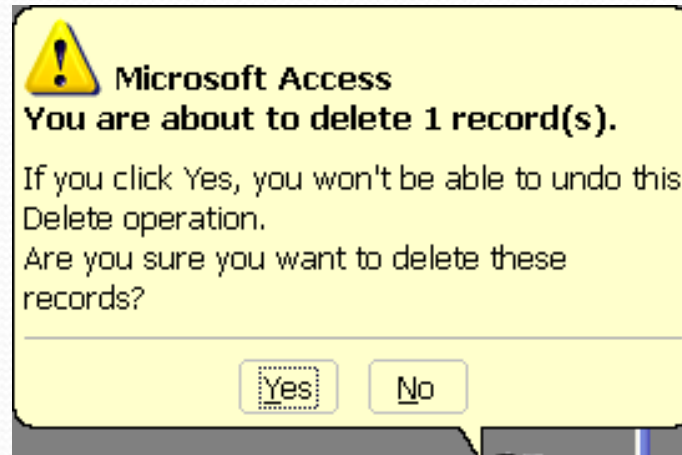 Microsoft Access
You are about to delete 1 record(s).
If you click Yes, you won't be able to undo this
Delete operation.
Are you sure you want to delete these
records?
Yes No